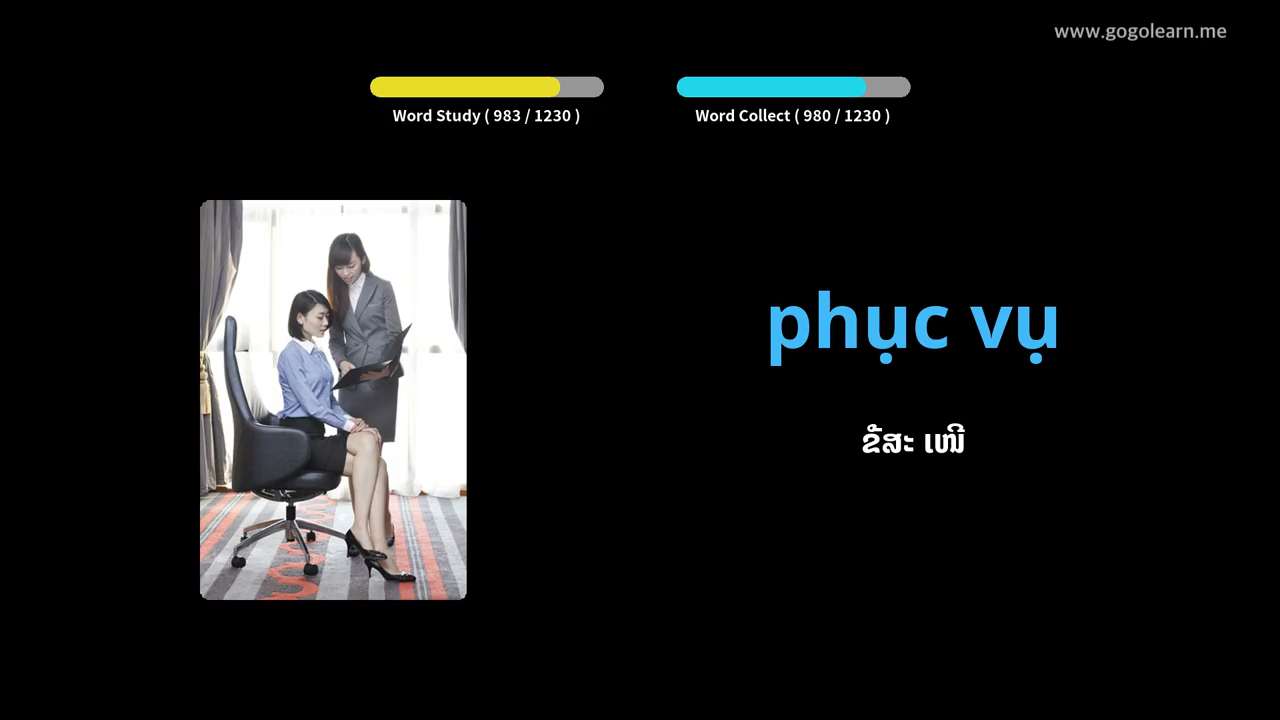 www.gogolearn.me
Word Study ( 983 / 1230 )
Word Collect ( 980 / 1230 )
phục vụ
ຂໍ້ສະ ເໜີ